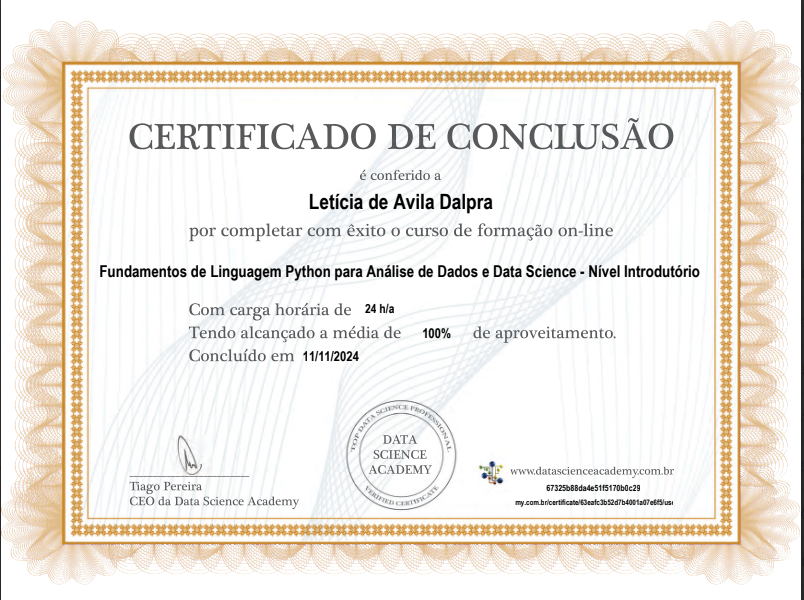 CERTIFICADO DE CONCLUSÃO
é conferido a
Letícia de Avila Dalpra
por completar com êxito o curso de formação on-line
Fundamentos de Linguagem Python para Análise de Dados e Data Science - Nível Introdutório
Com carga horária de 24 h/a
Tendo alcançado a média de 100% de aproveitamento.
Concluído em 11/11/2024
TOP DATA SCIENCE PROFESSIONAL
DATA
SCIENCE
ACADEMY
VERIFIED CERTIFICATE
Tiago Pereira
CEO da Data Science Academy
www.datascienceacademy.com.br
67325b88da4e51f5170b0c29
my.com.br/certificate/63eafc3b52d7b4001a07e6f5/use